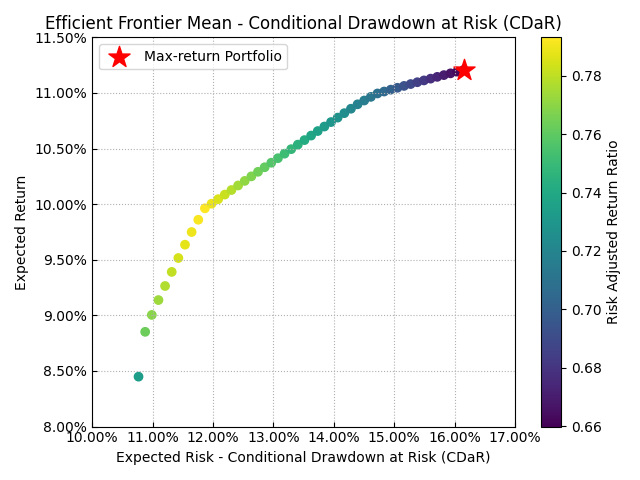 Efficient Frontier Mean - Conditional Drawdown at Risk (CDaR)
Max-return Portfolio
11.50%
11.00%
10.50%
10.00%
9.50%
9.00%
8.50%
8.00%
Expected Return
10.00% 11.00% 12.00% 13.00% 14.00% 15.00% 16.00% 17.00%
Expected Risk - Conditional Drawdown at Risk (CDaR)
0.78
0.76
0.74
0.72
0.70
0.68
0.66
Risk Adjusted Return Ratio